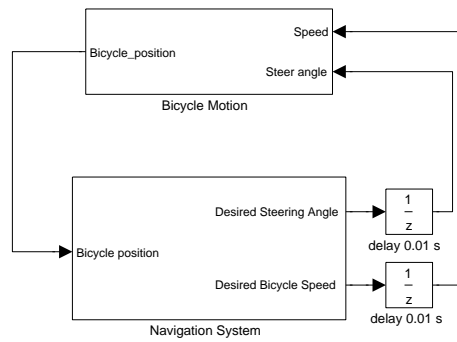 Speed
Bicycle_position
Steer angle
Bicycle Motion
Desired Steering Angle
1
z
delay 0.01 s
Bicycle position
Desired Bicycle Speed
1
z
delay 0.01 s
Navigation System